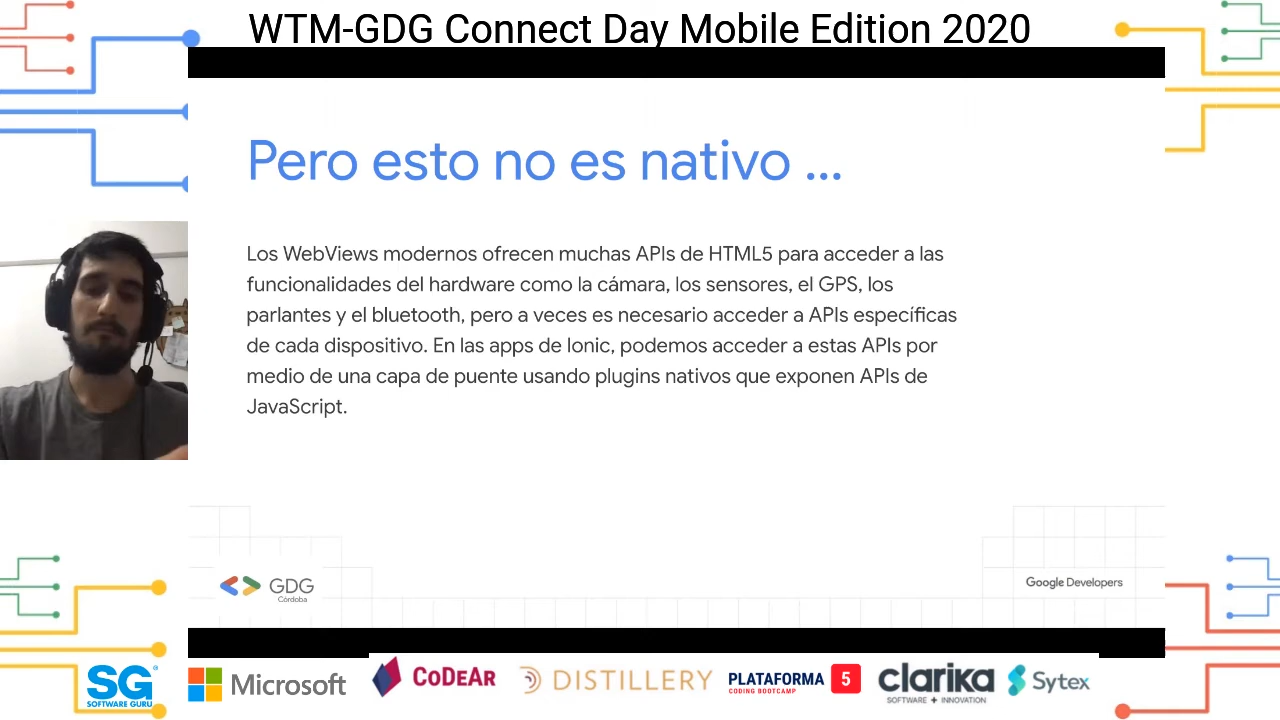 WTM-GDG Connect Day Mobile Edition 2020
Pero esto no es nativo ...
Los WebViews modernos ofrecen muchas APIs de HTML5 para acceder a las
funcionalidades del hardware como la cámara, los sensores, el GPS, los
parlantes y el bluetooth, pero a veces es necesario acceder a APIs específicas
de cada dispositivo. En las apps de Ionic, podemos acceder a estas APIs por
medio de una capa de puente usando plugins nativos que exponen APIs de
JavaScript.
GDG
Córdoba
Google Developers
SG
SOFTWARE GURU
Microsoft
CODEAR
DISTILLERY
PLATAFORMA 5
CODING BOOTCAMP
clarika
SOFTWARE + INNOVATION
Sytex